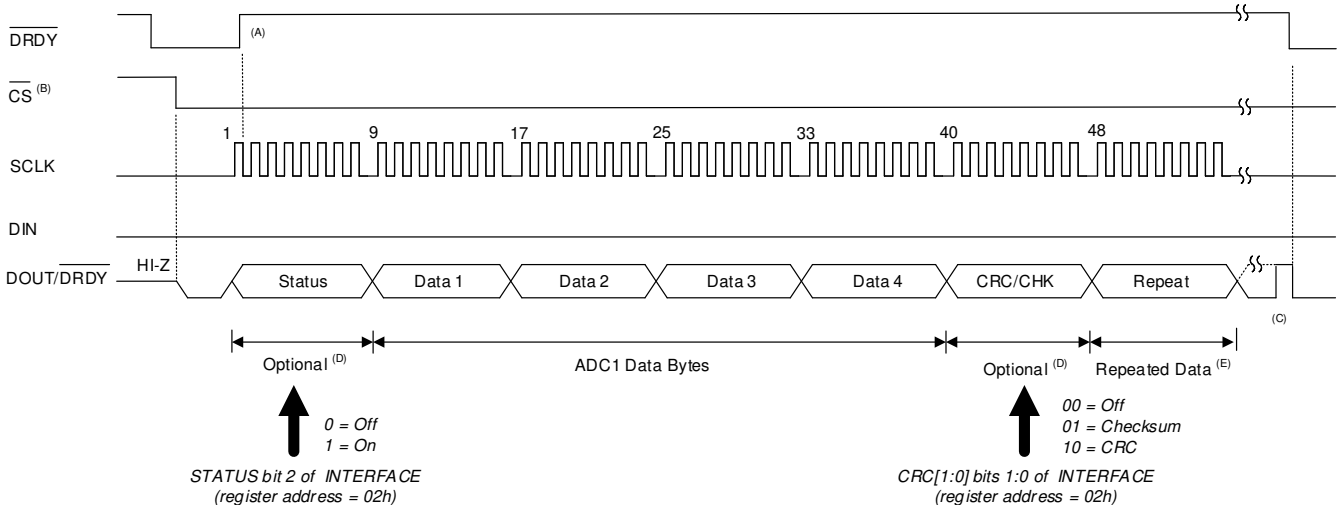 DRDY
(A)
CS (B)
1 9 17 25 33 40 48
SCLK
DIN
DOUT/DRDY HI-Z
Status Data 1 Data 2 Data 3 Data 4 CRC/CHK Repeat
(C)
Optional (D) ADC1 Data Bytes Optional (D) Repeated Data (E)
0 = Off
1 = On
00 = Off
01 = Checksum
10 = CRC
STATUS bit 2 of INTERFACE
(register address = 02h)
CRC[1:0] bits 1:0 of INTERFACE
(register address = 02h)